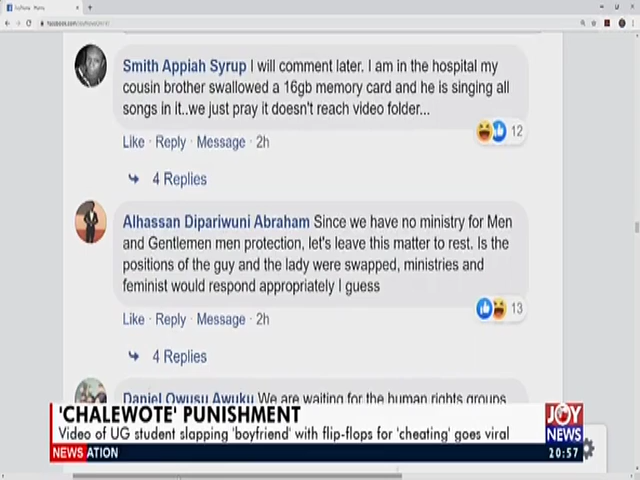 Smith Appiah Syrup I will comment later. I am in the hospital my
cousin brother swallowed a 16gb memory card and he is singing all
songs in it..we just pray it doesn't reach video folder...
12
Like · Reply · Message · 2h
4 Replies
Alhassan Dipariwuni Abraham Since we have no ministry for Men
and Gentlemen men protection, let's leave this matter to rest. Is the
positions of the guy and the lady were swapped, ministries and
feminist would respond appropriately I guess
13
Like · Reply · Message · 2h
4 Replies
Daniel Owusu Awuku We are waiting for the human rights groups
'CHALEWOTE' PUNISHMENT
Video of UG student slapping 'boyfriend' with flip-flops for 'cheating' goes viral
JOY
NEWS
NEWS ATION
20:57